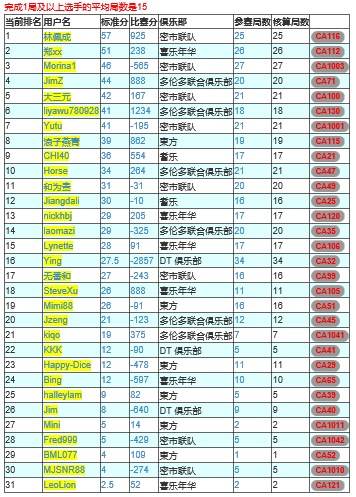 完成1局及以上选手的平均局数是15
当前排名 用户名 标准分 比赛分 俱乐部 参赛局数 核算局数
1 林佩成 57 925 密市联队 25 25 CA116
2 郑xx 51 238 喜乐年华 26 26 CA112
3 Morina1 46 -565 密市联队 27 27 CA1003
4 JimZ 44 888 多伦多联合俱乐部 20 20 CA71
5 大三元 42 167 密市联队 21 21 CA100
6 liyawu780928 41 1234 多伦多联合俱乐部 18 18 CA130
7 Yutu 41 -195 密市联队 21 21 CA1001
8 浪子燕青 39 862 東方 19 19 CA115
9 CHI40 36 554 耆乐 17 17 CA21
10 Horse 34 264 多伦多联合俱乐部 21 21 CA47
11 和为斋 31 -31 密市联队 20 20 CA49
12 Jiangdali 30 -10 耆乐 16 16 CA25
13 nickhbj 29 205 喜乐年华 17 17 CA120
14 laomazi 29 -325 多伦多联合俱乐部 20 20 CA35
15 Lynette 28 91 喜乐年华 17 17 CA106
16 Ying 27.5 -2857 DT 俱乐部 34 34 CA32
17 无番和 27 -243 密市联队 16 16 CA99
18 SteveXu 26 888 喜乐年华 11 11 CA105
19 Mimi88 26 -91 東方 16 16 CA51
20 Jzeng 21 -123 多伦多联合俱乐部 12 12 CA45
21 kiqo 19 375 多伦多联合俱乐部 7 7 CA1041
22 KKK 12 -90 DT 俱乐部 5 5 CA41
23 Happy-Dice 12 -478 東方 11 11 CA29
24 Bing 12 -597 喜乐年华 10 10 CA65
25 halleylam 9 82 東方 5 5 CA39
26 Jim 8 -640 DT 俱乐部 9 9 CA40
27 Mini 5 14 東方 2 2 CA1011
28 Fred999 5 -429 密市联队 5 5 CA1042
29 BML077 4 109 東方 1 1 CA52
30 MJSNR88 4 -274 密市联队 5 5 CA1010
31 LeoLion 2.5 52 喜乐年华 1 1 CA121